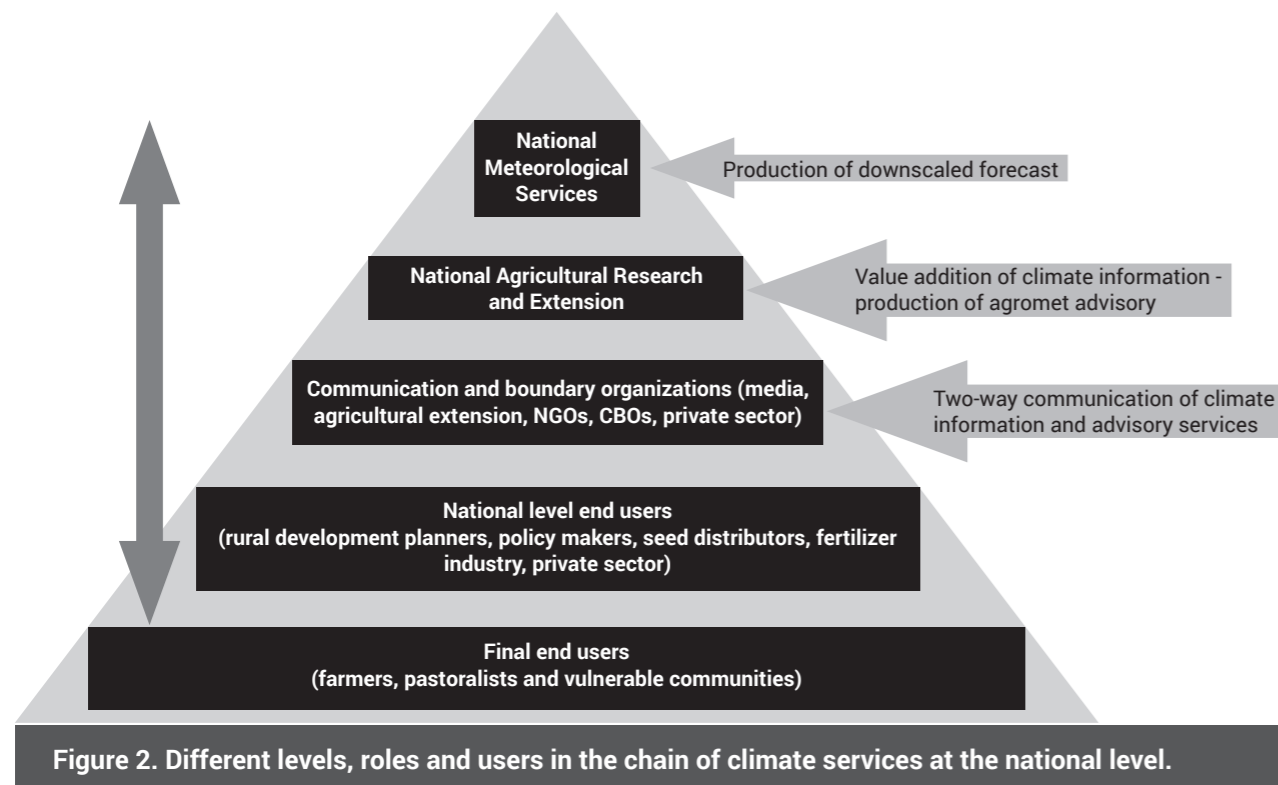 National
Meteorological
Services
Production of downscaled forecast
National Agricultural Research
and Extension
Value addition of climate information -
production of agromet advisory
Communication and boundary organizations (media,
agricultural extension, NGOs, CBOs, private sector)
Two-way communication of climate
information and advisory services
National level end users
(rural development planners, policy makers, seed distributors, fertilizer
industry, private sector)
Final end users
(farmers, pastoralists and vulnerable communities)
Figure 2. Different levels, roles and users in the chain of climate services at the national level.